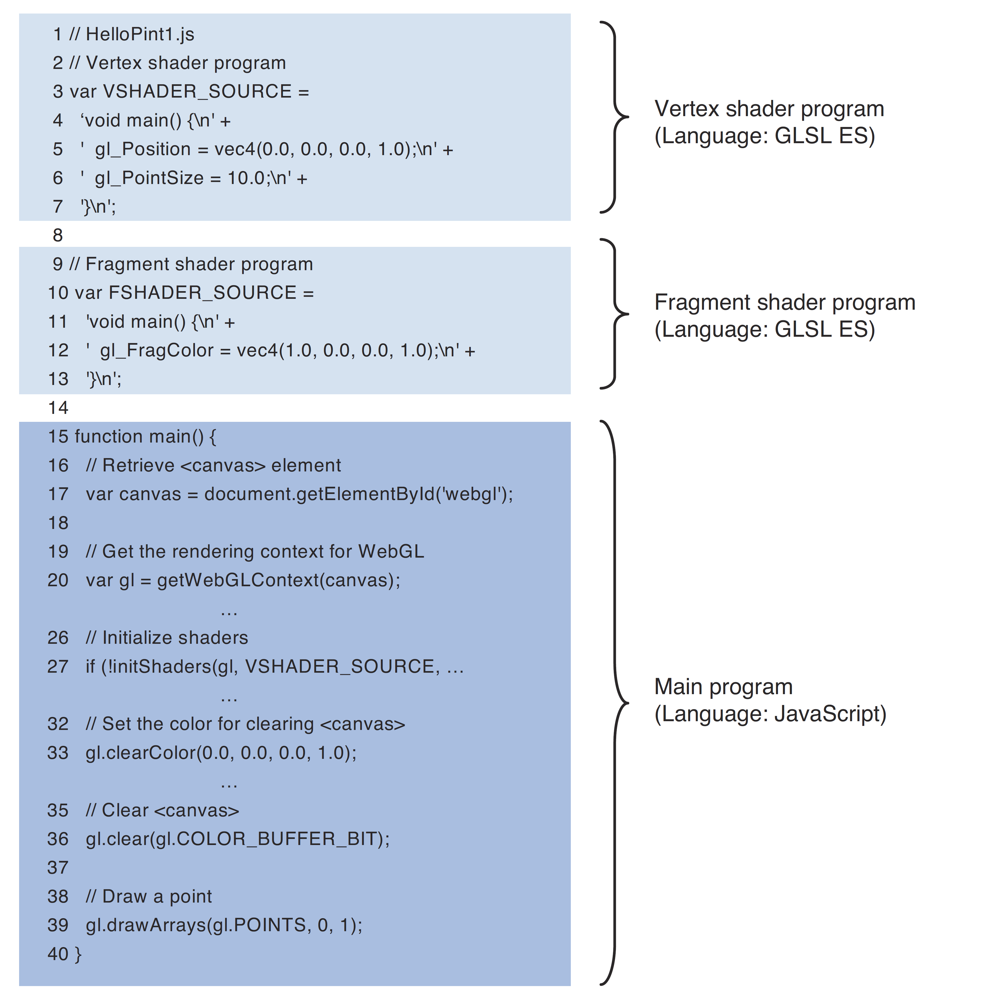 1 // HelloPint1.js
2 // Vertex shader program
3 var VSHADER_SOURCE =
4 ‘void main() {\n' +
5 ' gl_Position = vec4(0.0, 0.0, 0.0, 1.0);\n' +
6 ' gl_PointSize = 10.0;\n' +
7 '}\n';
Vertex shader program
(Language: GLSL ES)
8
9 // Fragment shader program
10 var FSHADER_SOURCE =
11 'void main() {\n' +
12 ' gl_FragColor = vec4(1.0, 0.0, 0.0, 1.0);\n' +
13 '}\n';
Fragment shader program
(Language: GLSL ES)
14
15 function main() {
16 // Retrieve <canvas> element
17 var canvas = document.getElementById('webgl');
18
19 // Get the rendering context for WebGL
20 var gl = getWebGLContext(canvas);
…
26 // Initialize shaders
27 if (!initShaders(gl, VSHADER_SOURCE, …
…
32 // Set the color for clearing <canvas>
33 gl.clearColor(0.0, 0.0, 0.0, 1.0);
…
35 // Clear <canvas>
36 gl.clear(gl.COLOR_BUFFER_BIT);
37
38 // Draw a point
39 gl.drawArrays(gl.POINTS, 0, 1);
40 }
Main program
(Language: JavaScript)